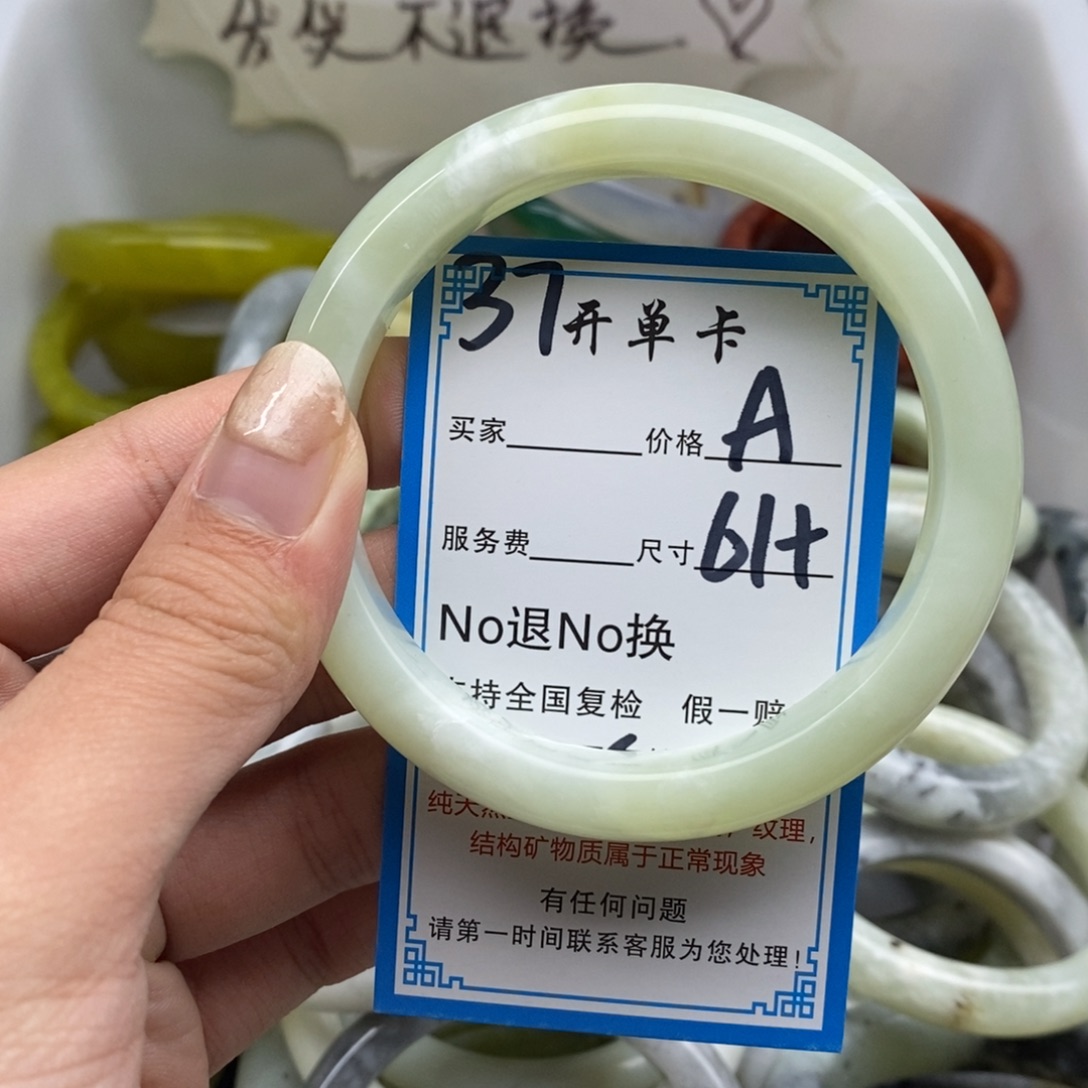 不退换
37开单卡
买家 价格 A
服务费 尺寸 61+
No退No换
持全国复检 假一赔
纯天 纹理，
结构矿物质属于正常现象
有任何问题
请第一时间联系客服为您处理！